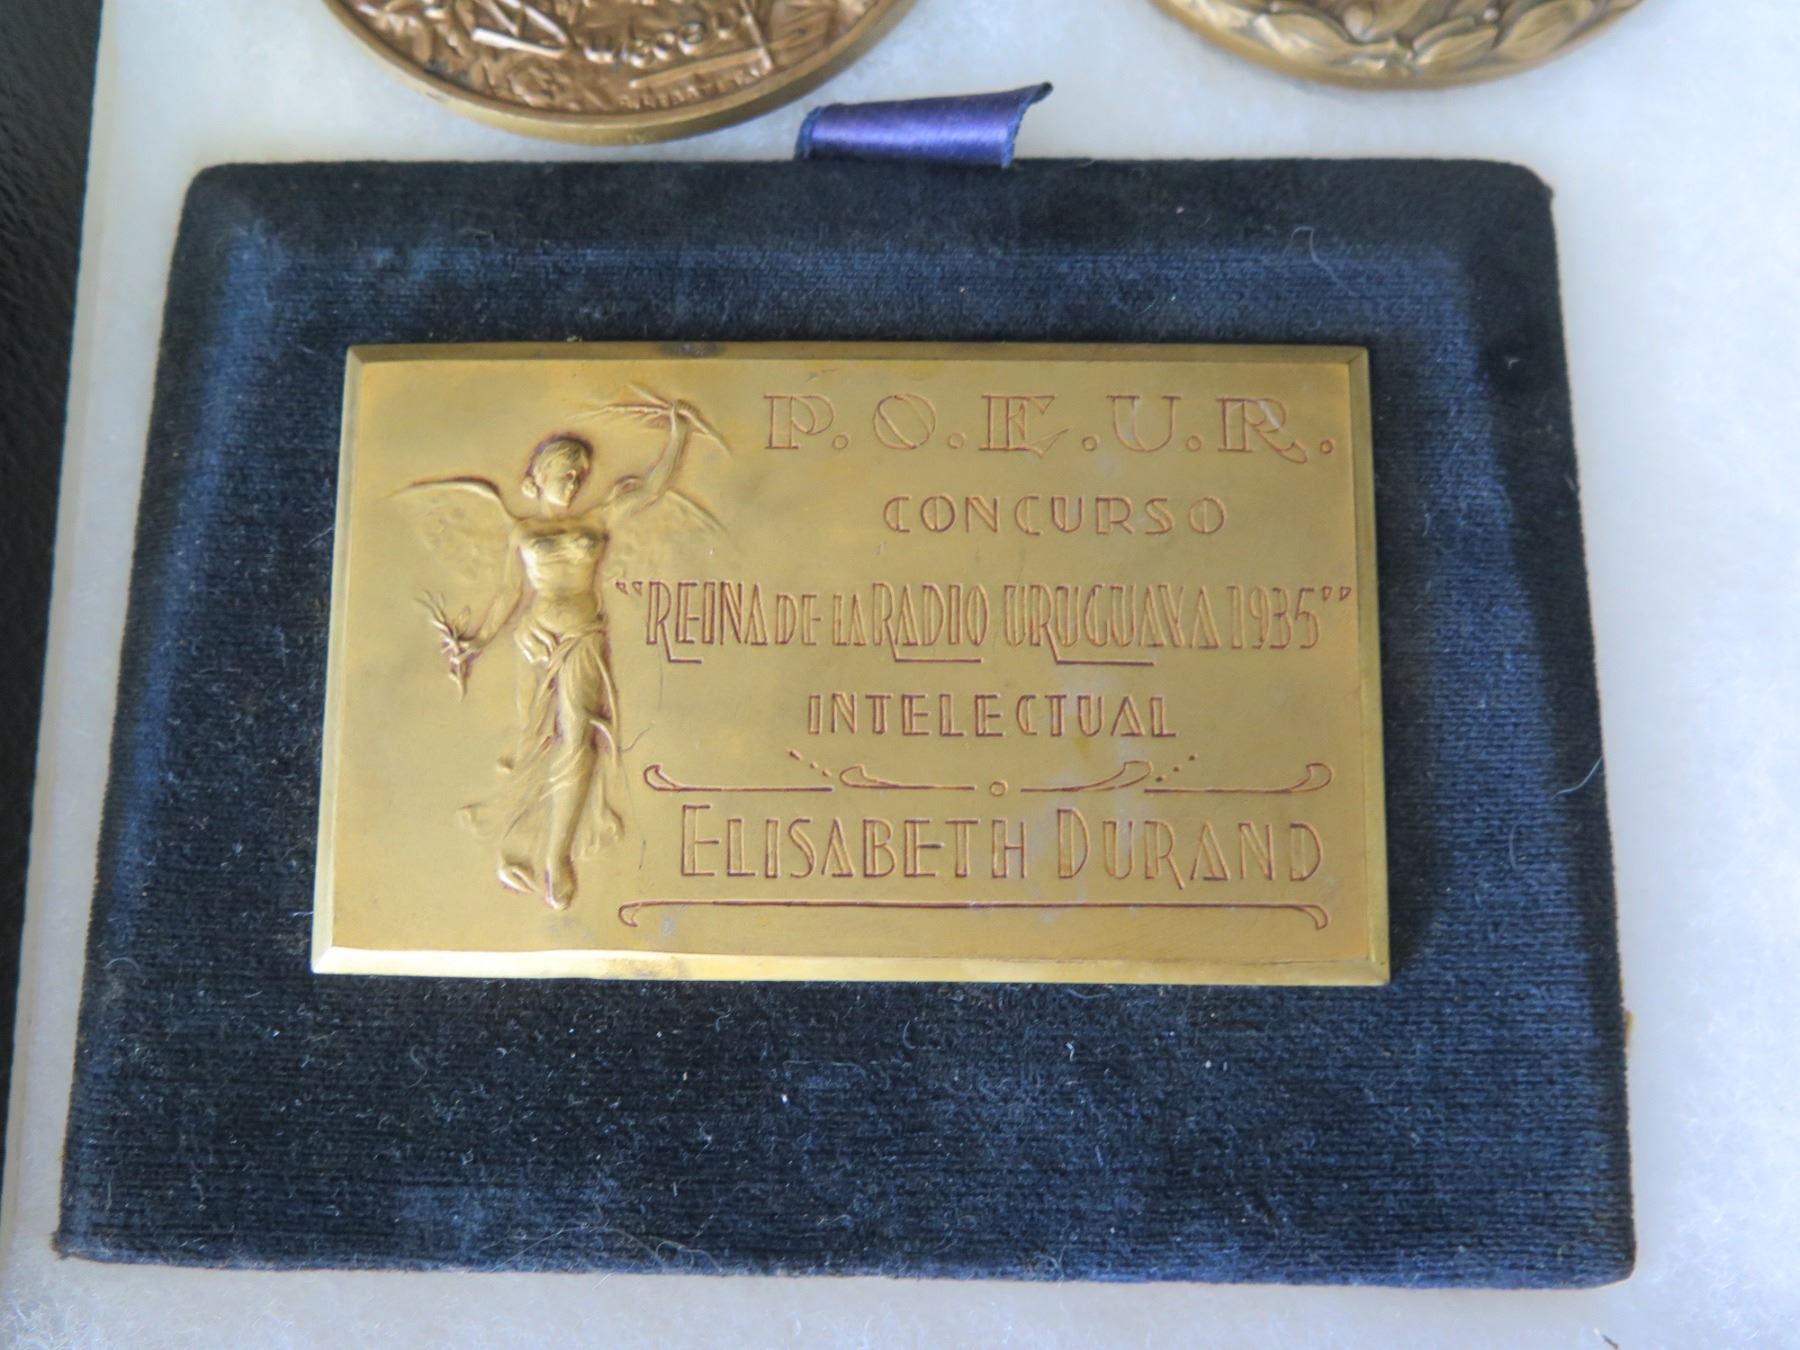 P.O.E.U.R.
CONCURSO
"REINA DE LA RADIO URUGUAYA 1935"
INTELECTUAL
ELISABETH DURAND